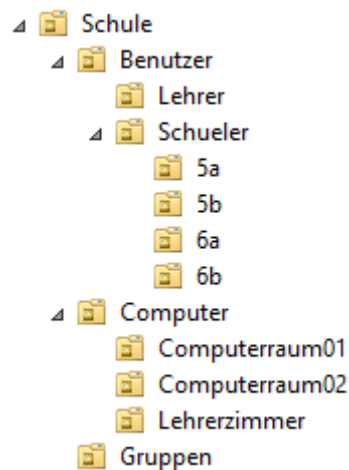 Schule
Benutzer
Lehrer
Schueler
5a
5b
6a
6b
Computer
Computerraum01
Computerraum02
Lehrerzimmer
Gruppen